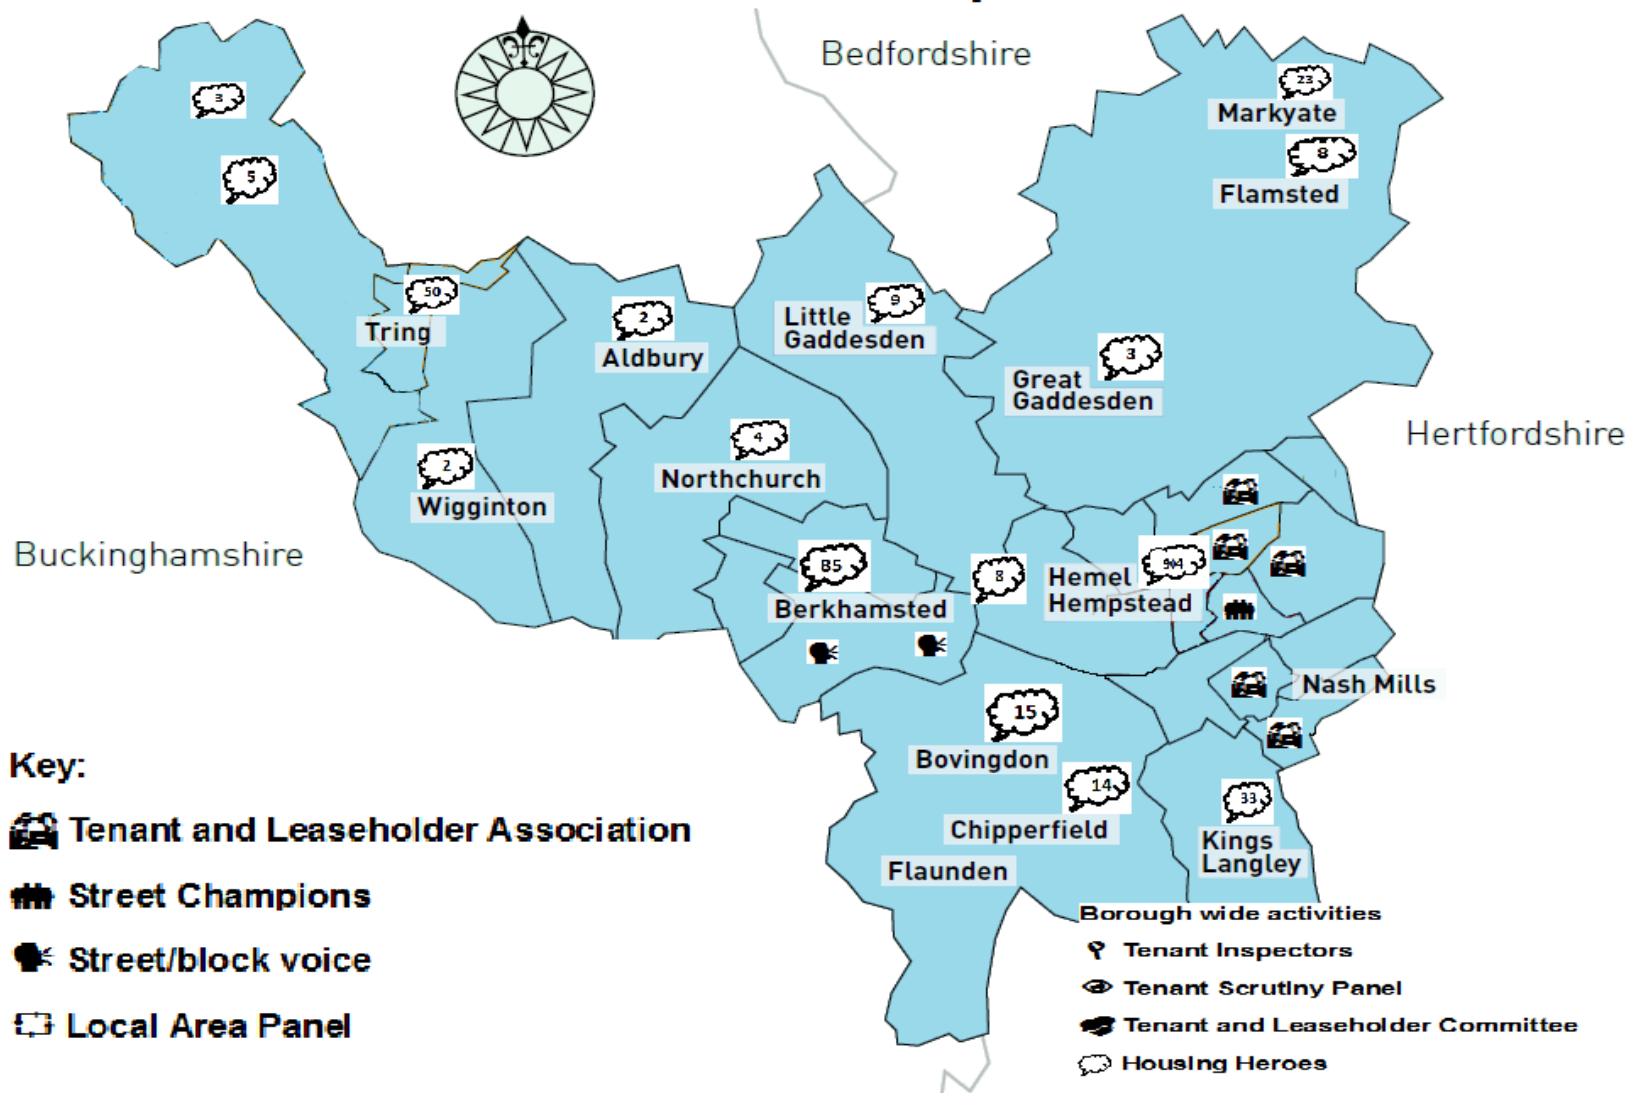 Bedfordshire
3
23
Markyate
8
Flamsted
5
50
Tring
2
Aldbury
9
Little
Gaddesden
3
Great
Gaddesden
Hertfordshire
4
Northchurch
2
Wigginton
Buckinghamshire
85
Berkhamsted
8
Hemel
Hempstead
Nash Mills
15
Bovingdon
14
Chipperfield
Flaunden
33
Kings
Langley
Key:
Tenant and Leaseholder Association
Street Champions
Street/block voice
Local Area Panel
Borough wide activities
Tenant Inspectors
Tenant Scrutiny Panel
Tenant and Leaseholder Committee
Housing Heroes